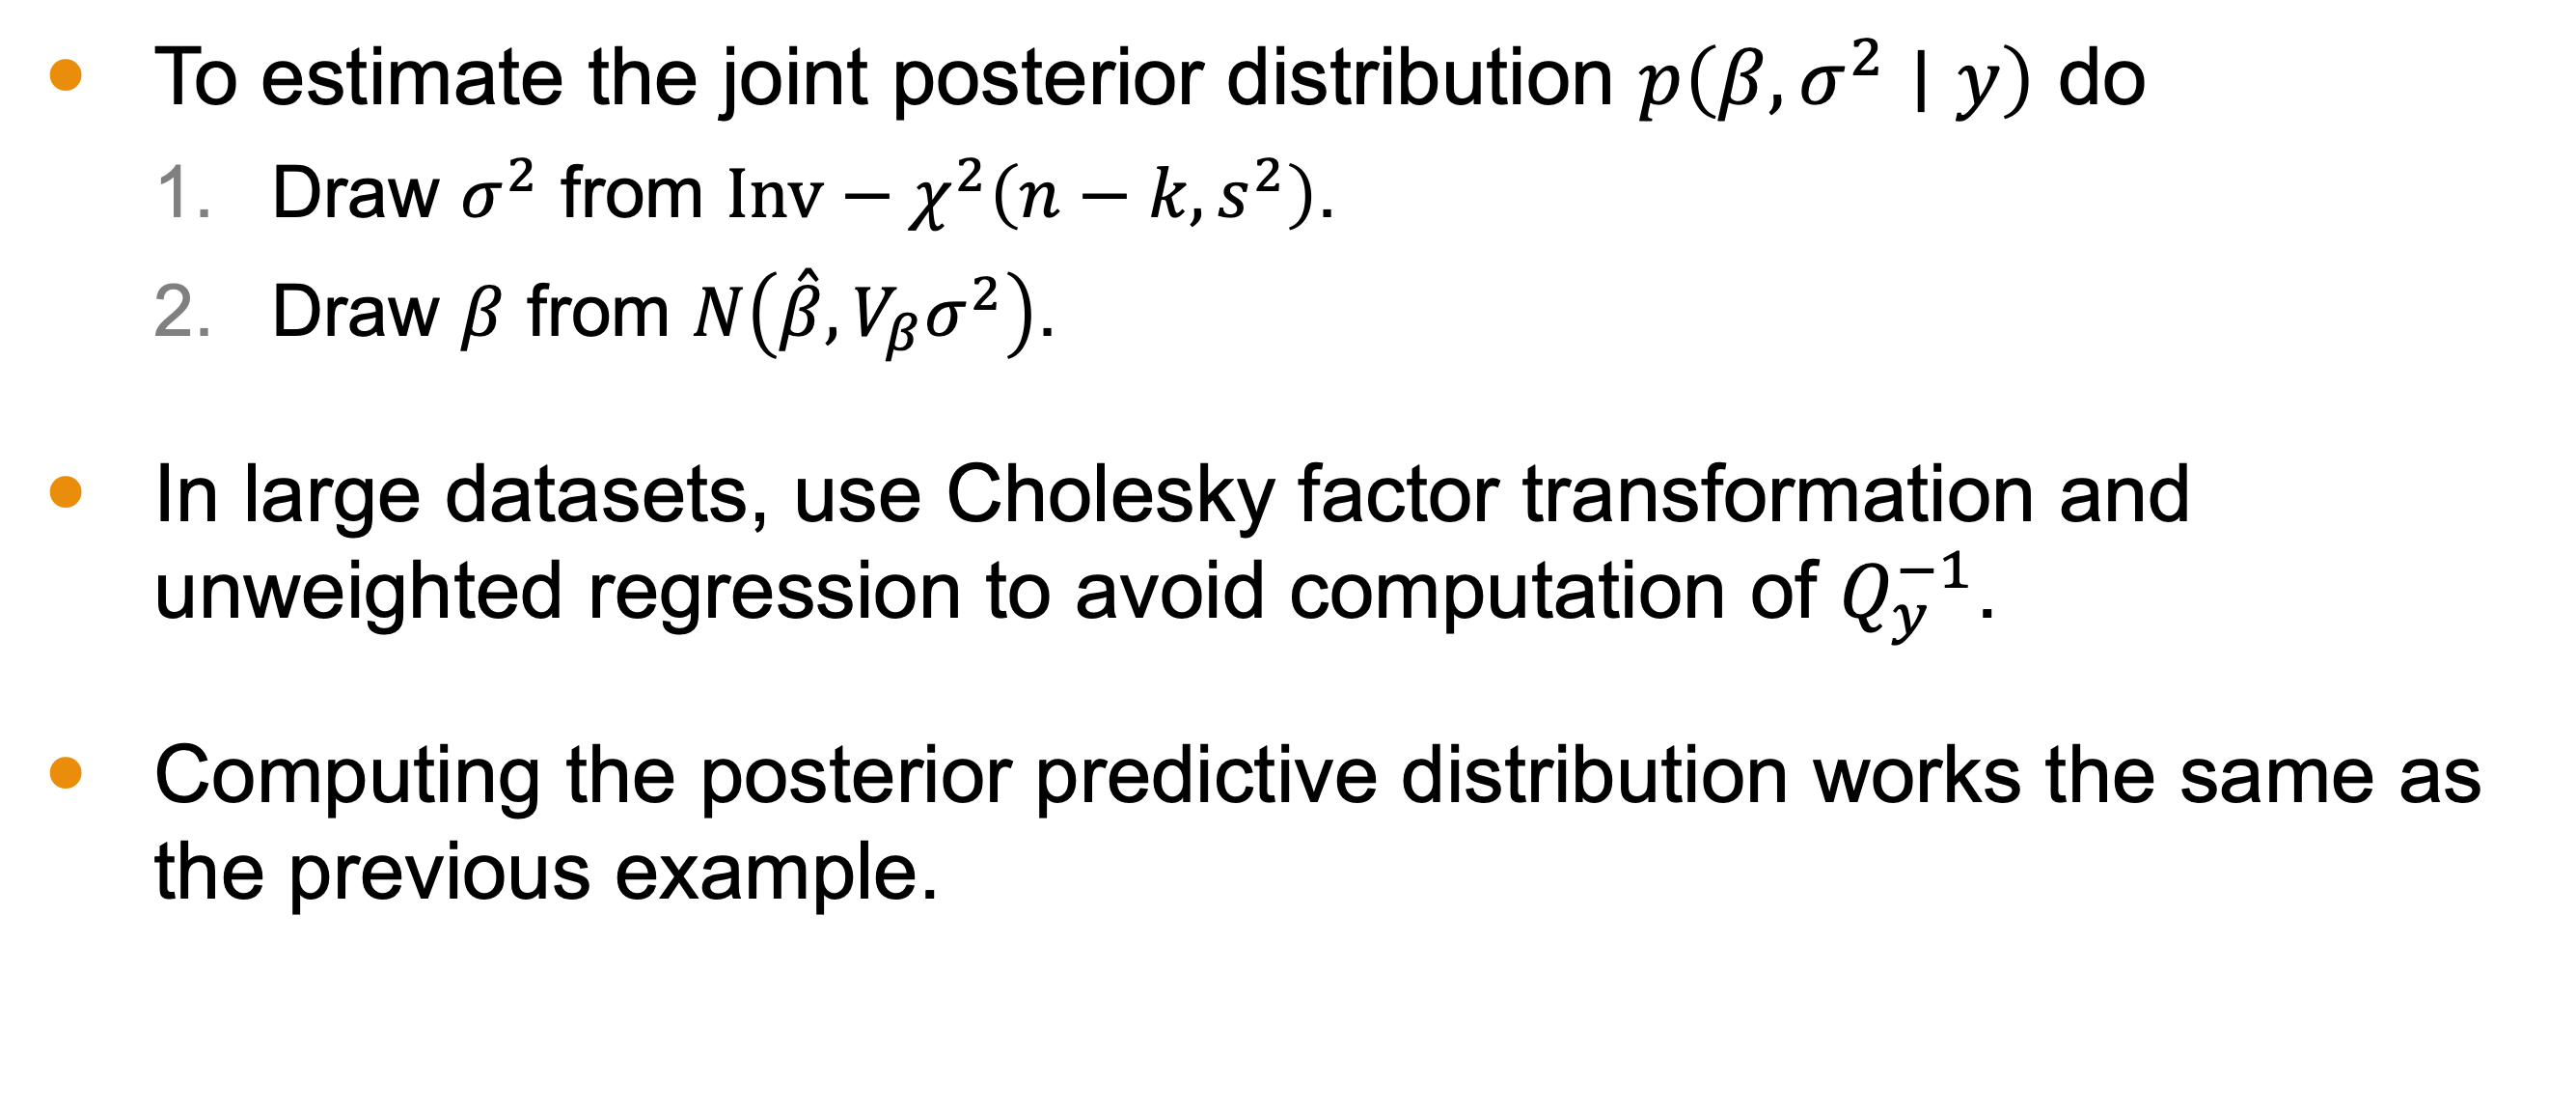 • To estimate the joint posterior distribution p(β, σ² | y) do
1. Draw σ² from Inv − χ²(n − k, s²).
2. Draw β from N(β̂, V_β σ²).
• In large datasets, use Cholesky factor transformation and
unweighted regression to avoid computation of Q_y⁻¹.
• Computing the posterior predictive distribution works the same as
the previous example.